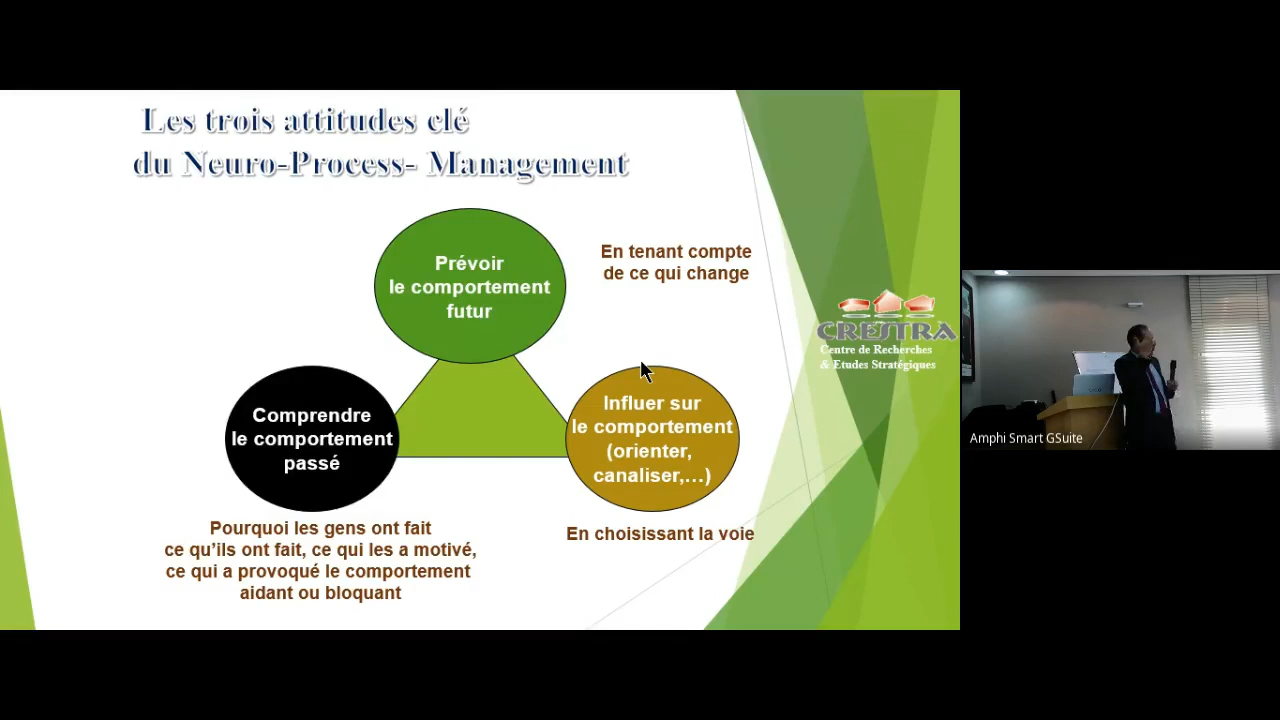 Les trois attitudes clé
du Neuro-Process- Management
Prévoir
le comportement
futur
En tenant compte
de ce qui change
CRESTRA
Centre de Recherches
& Etudes Stratégiques
Comprendre
le comportement
passé
Influer sur
le comportement
(orienter,
canaliser,…)
Amphi Smart GSuite
Pourquoi les gens ont fait
ce qu’ils ont fait, ce qui les a motivé,
ce qui a provoqué le comportement
aidant ou bloquant
En choisissant la voie